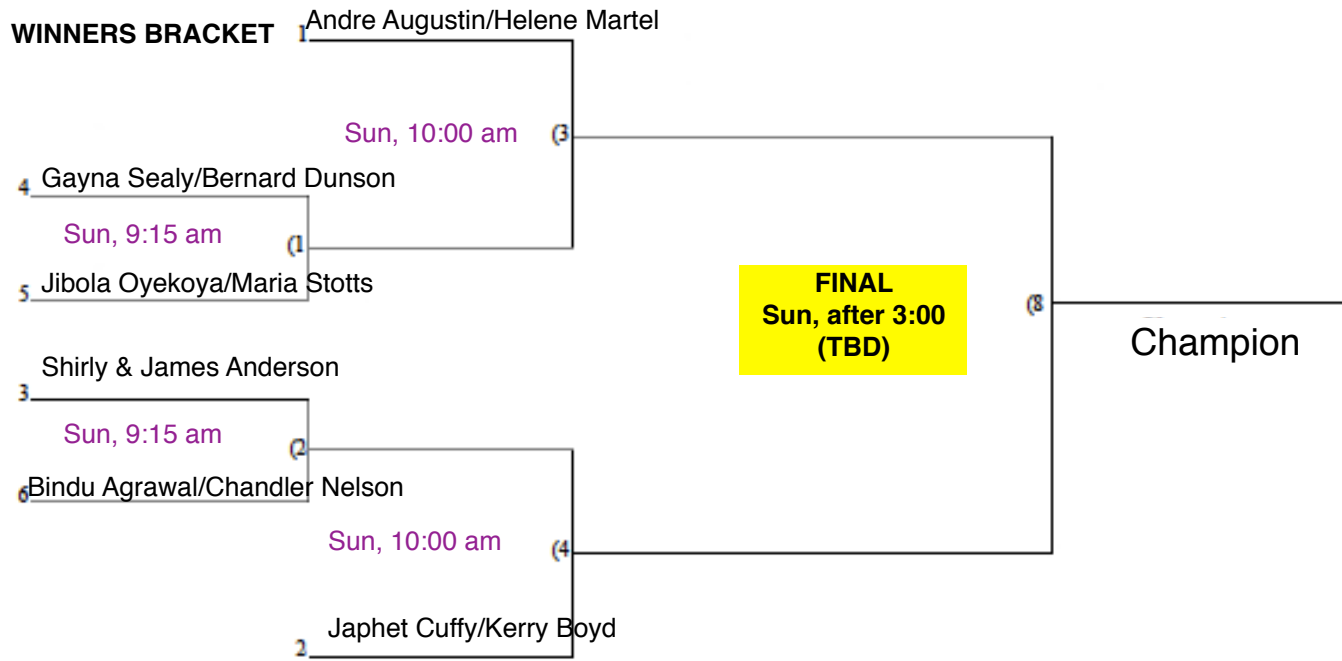 WINNERS BRACKET
1 Andre Augustin/Helene Martel
Sun, 10:00 am (3
4 Gayna Sealy/Bernard Dunson
Sun, 9:15 am (1
5 Jibola Oyekoya/Maria Stotts
FINAL
Sun, after 3:00
(TBD)
(8
Champion
Shirly & James Anderson
3
Sun, 9:15 am (2
6 Bindu Agrawal/Chandler Nelson
Sun, 10:00 am (4
2 Japhet Cuffy/Kerry Boyd